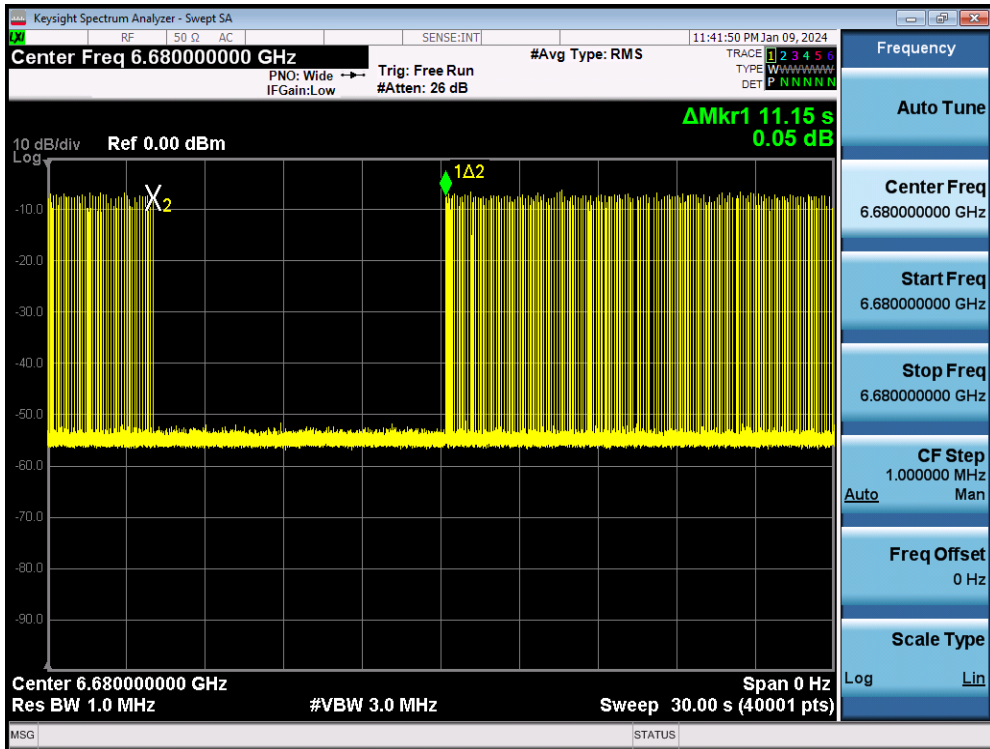 Keysight Spectrum Analyzer - Swept SA
LXI RF 50 Ω AC SENSE:INT 11:41:50 PM Jan 09, 2024
Center Freq 6.680000000 GHz
PNO: Wide
IFGain:Low
Trig: Free Run
#Atten: 26 dB
#Avg Type: RMS
TRACE 1 2 3 4 5 6
TYPE WWWWWW
DET P N N N N N
ΔMkr1 11.15 s
0.05 dB
10 dB/div Ref 0.00 dBm
Log
1Δ2
X2
-10.0
-20.0
-30.0
-40.0
-50.0
-60.0
-70.0
-80.0
-90.0
Center 6.680000000 GHz Span 0 Hz
Res BW 1.0 MHz #VBW 3.0 MHz Sweep 30.00 s (40001 pts)
MSG STATUS
Frequency
Auto Tune
Center Freq
6.680000000 GHz
Start Freq
6.680000000 GHz
Stop Freq
6.680000000 GHz
CF Step
1.000000 MHz
Auto Man
Freq Offset
0 Hz
Scale Type
Log Lin